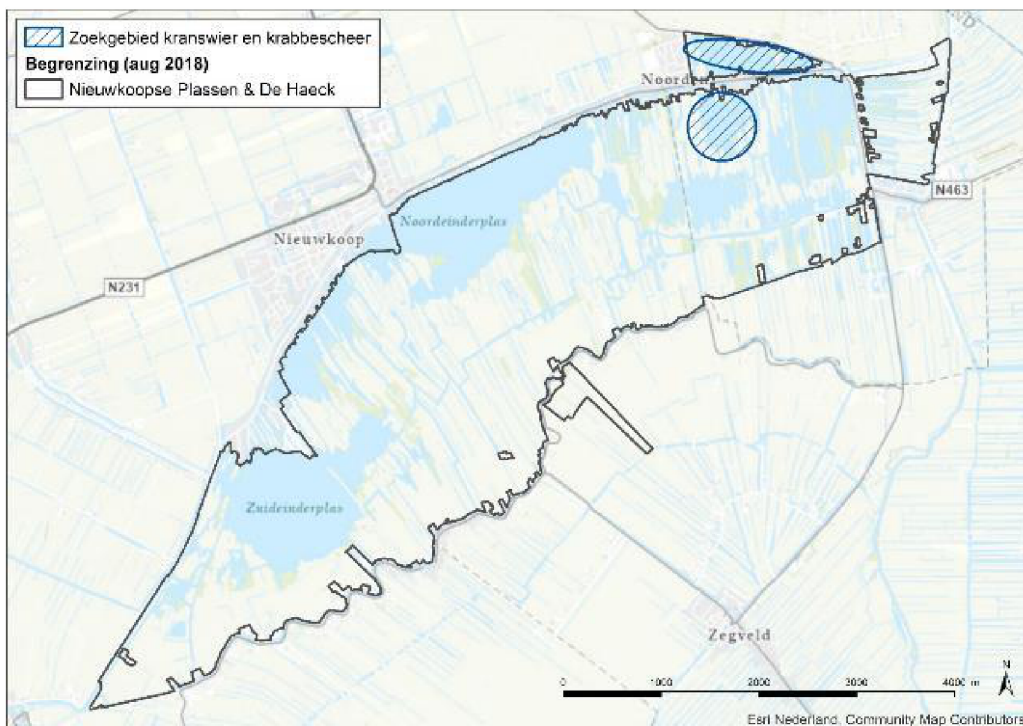 Zoekgebied kranswier en krabbescheer
Begrenzing (aug 2018)
Nieuwkoopse Plassen & De Haeck
Noorden
N463
Noordeinderplas
Nieuwkoop
N231
Zuideinderplas
Zegveld
N
0 1000 2000 3000 4000 m
Esri Nederland, Community Map Contributors